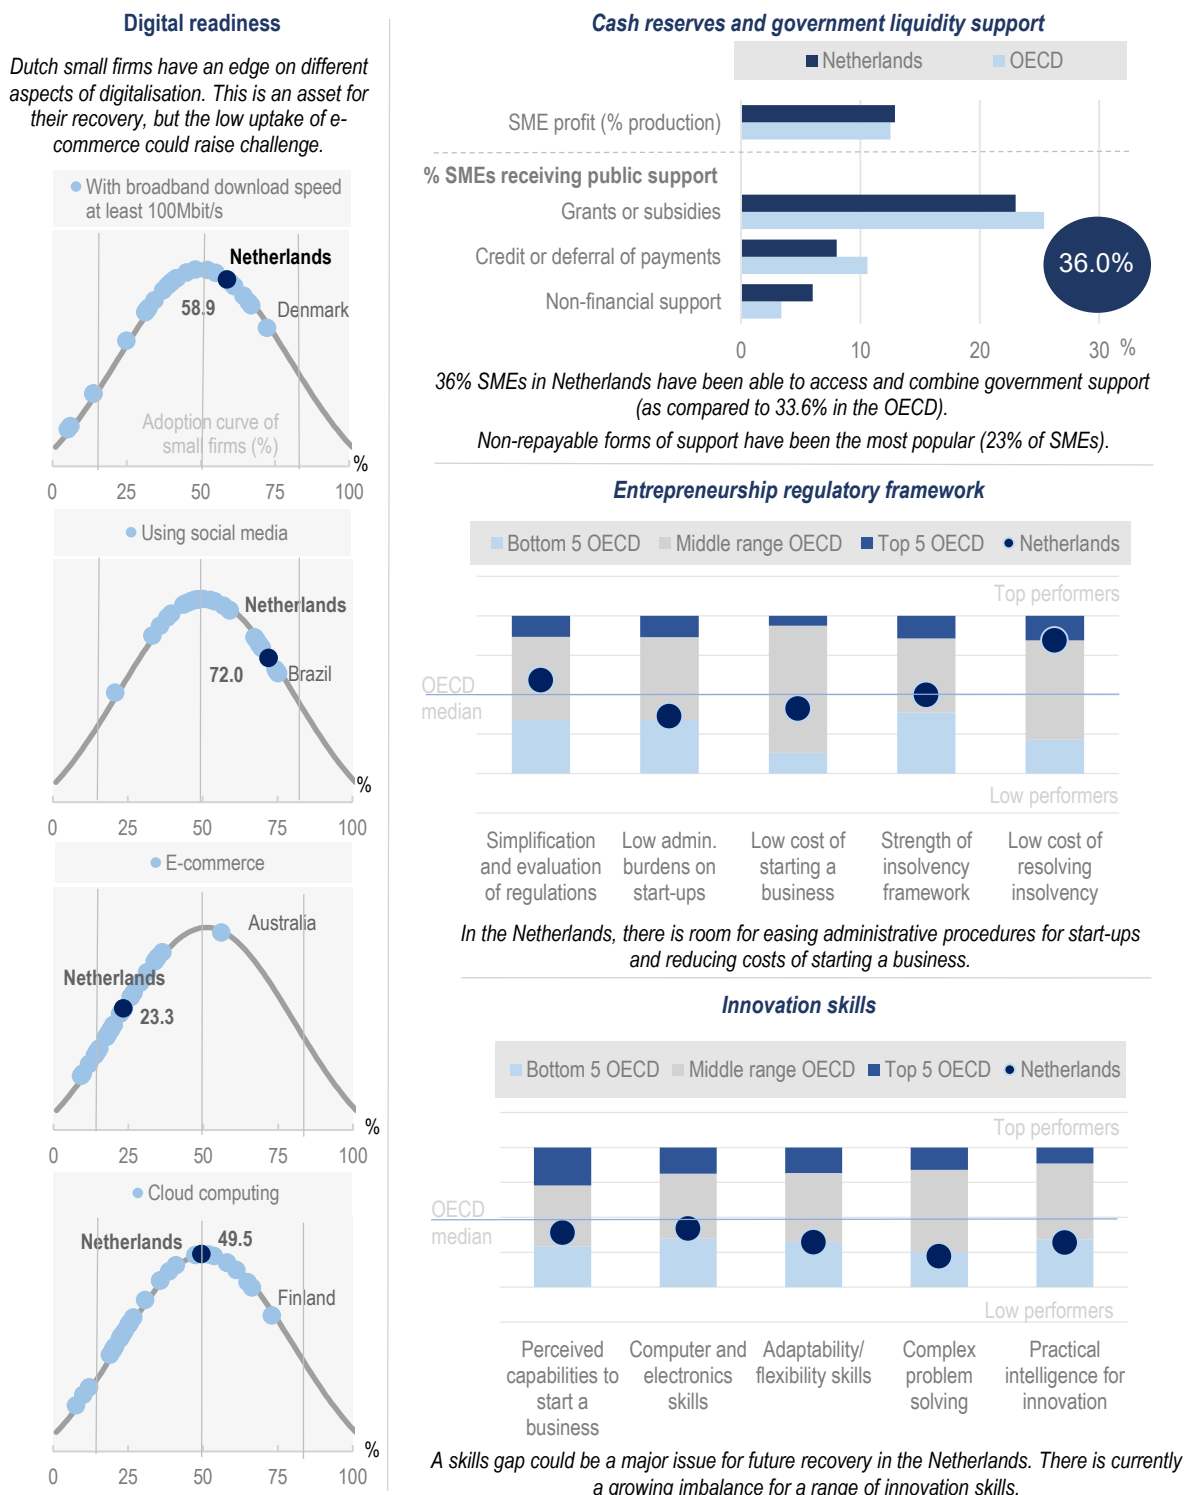 Digital readiness
Dutch small firms have an edge on different
aspects of digitalisation. This is an asset for
their recovery, but the low uptake of e-
commerce could raise challenge.
With broadband download speed
at least 100Mbit/s
Netherlands
58.9
Denmark
Adoption curve of
small firms (%)
%
0 25 50 75 100
Using social media
Netherlands
72.0
Brazil
%
0 25 50 75 100
E-commerce
Australia
Netherlands
23.3
%
0 25 50 75 100
Cloud computing
Netherlands
49.5
Finland
%
0 25 50 75 100
Cash reserves and government liquidity support
Netherlands OECD
SME profit (% production)
% SMEs receiving public support
Grants or subsidies
Credit or deferral of payments
36.0%
Non-financial support
0 10 20 30 %
36% SMEs in Netherlands have been able to access and combine government support
(as compared to 33.6% in the OECD).
Non-repayable forms of support have been the most popular (23% of SMEs).
Entrepreneurship regulatory framework
Bottom 5 OECD Middle range OECD Top 5 OECD Netherlands
Top performers
OECD
median
Low performers
Simplification
and evaluation
of regulations
Low admin.
burdens on
start-ups
Low cost of
starting a
business
Strength of
insolvency
framework
Low cost of
resolving
insolvency
In the Netherlands, there is room for easing administrative procedures for start-ups
and reducing costs of starting a business.
Innovation skills
Bottom 5 OECD Middle range OECD Top 5 OECD Netherlands
Top performers
OECD
median
Low performers
Perceived
capabilities to
start a
business
Computer and
electronics
skills
Adaptability/
flexibility skills
Complex
problem
solving
Practical
intelligence for
innovation
A skills gap could be a major issue for future recovery in the Netherlands. There is currently
a growing imbalance for a range of innovation skills.